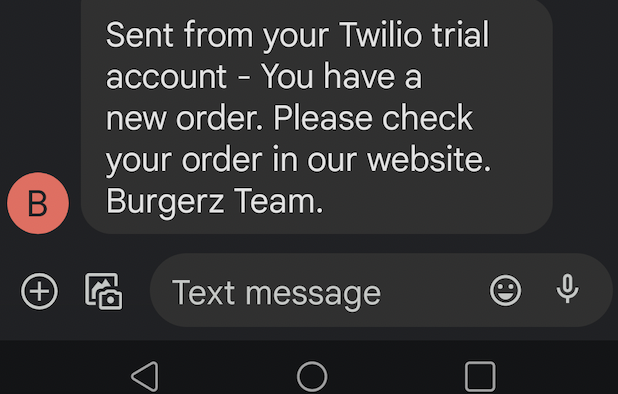 Sent from your Twilio trial
account - You have a
new order. Please check
your order in our website.
Burgerz Team.
B
Text message